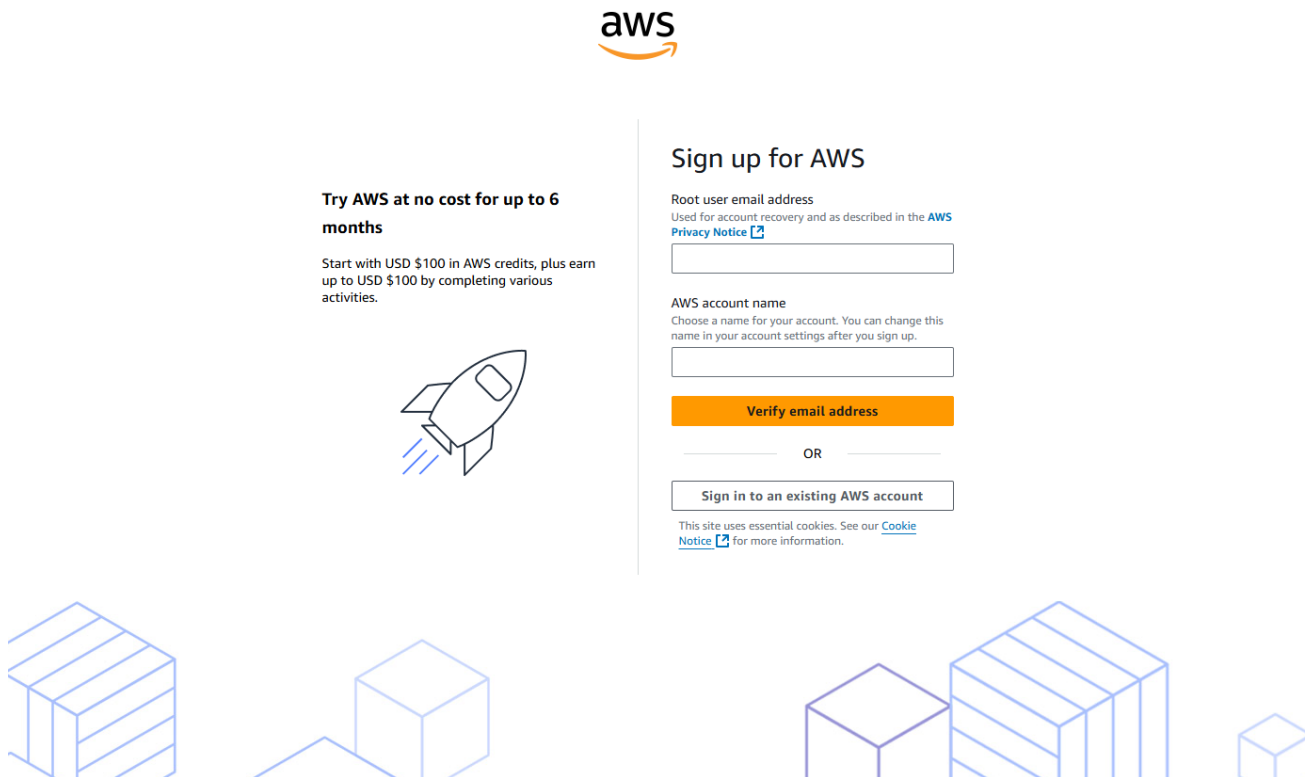 aws
Try AWS at no cost for up to 6
months
Start with USD $100 in AWS credits, plus earn
up to USD $100 by completing various
activities.
Sign up for AWS
Root user email address
Used for account recovery and as described in the AWS
Privacy Notice
AWS account name
Choose a name for your account. You can change this
name in your account settings after you sign up.
Verify email address
OR
Sign in to an existing AWS account
This site uses essential cookies. See our Cookie
Notice for more information.